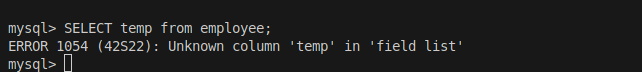 mysql> SELECT temp from employee;
ERROR 1054 (42S22): Unknown column 'temp' in 'field list'
mysql>